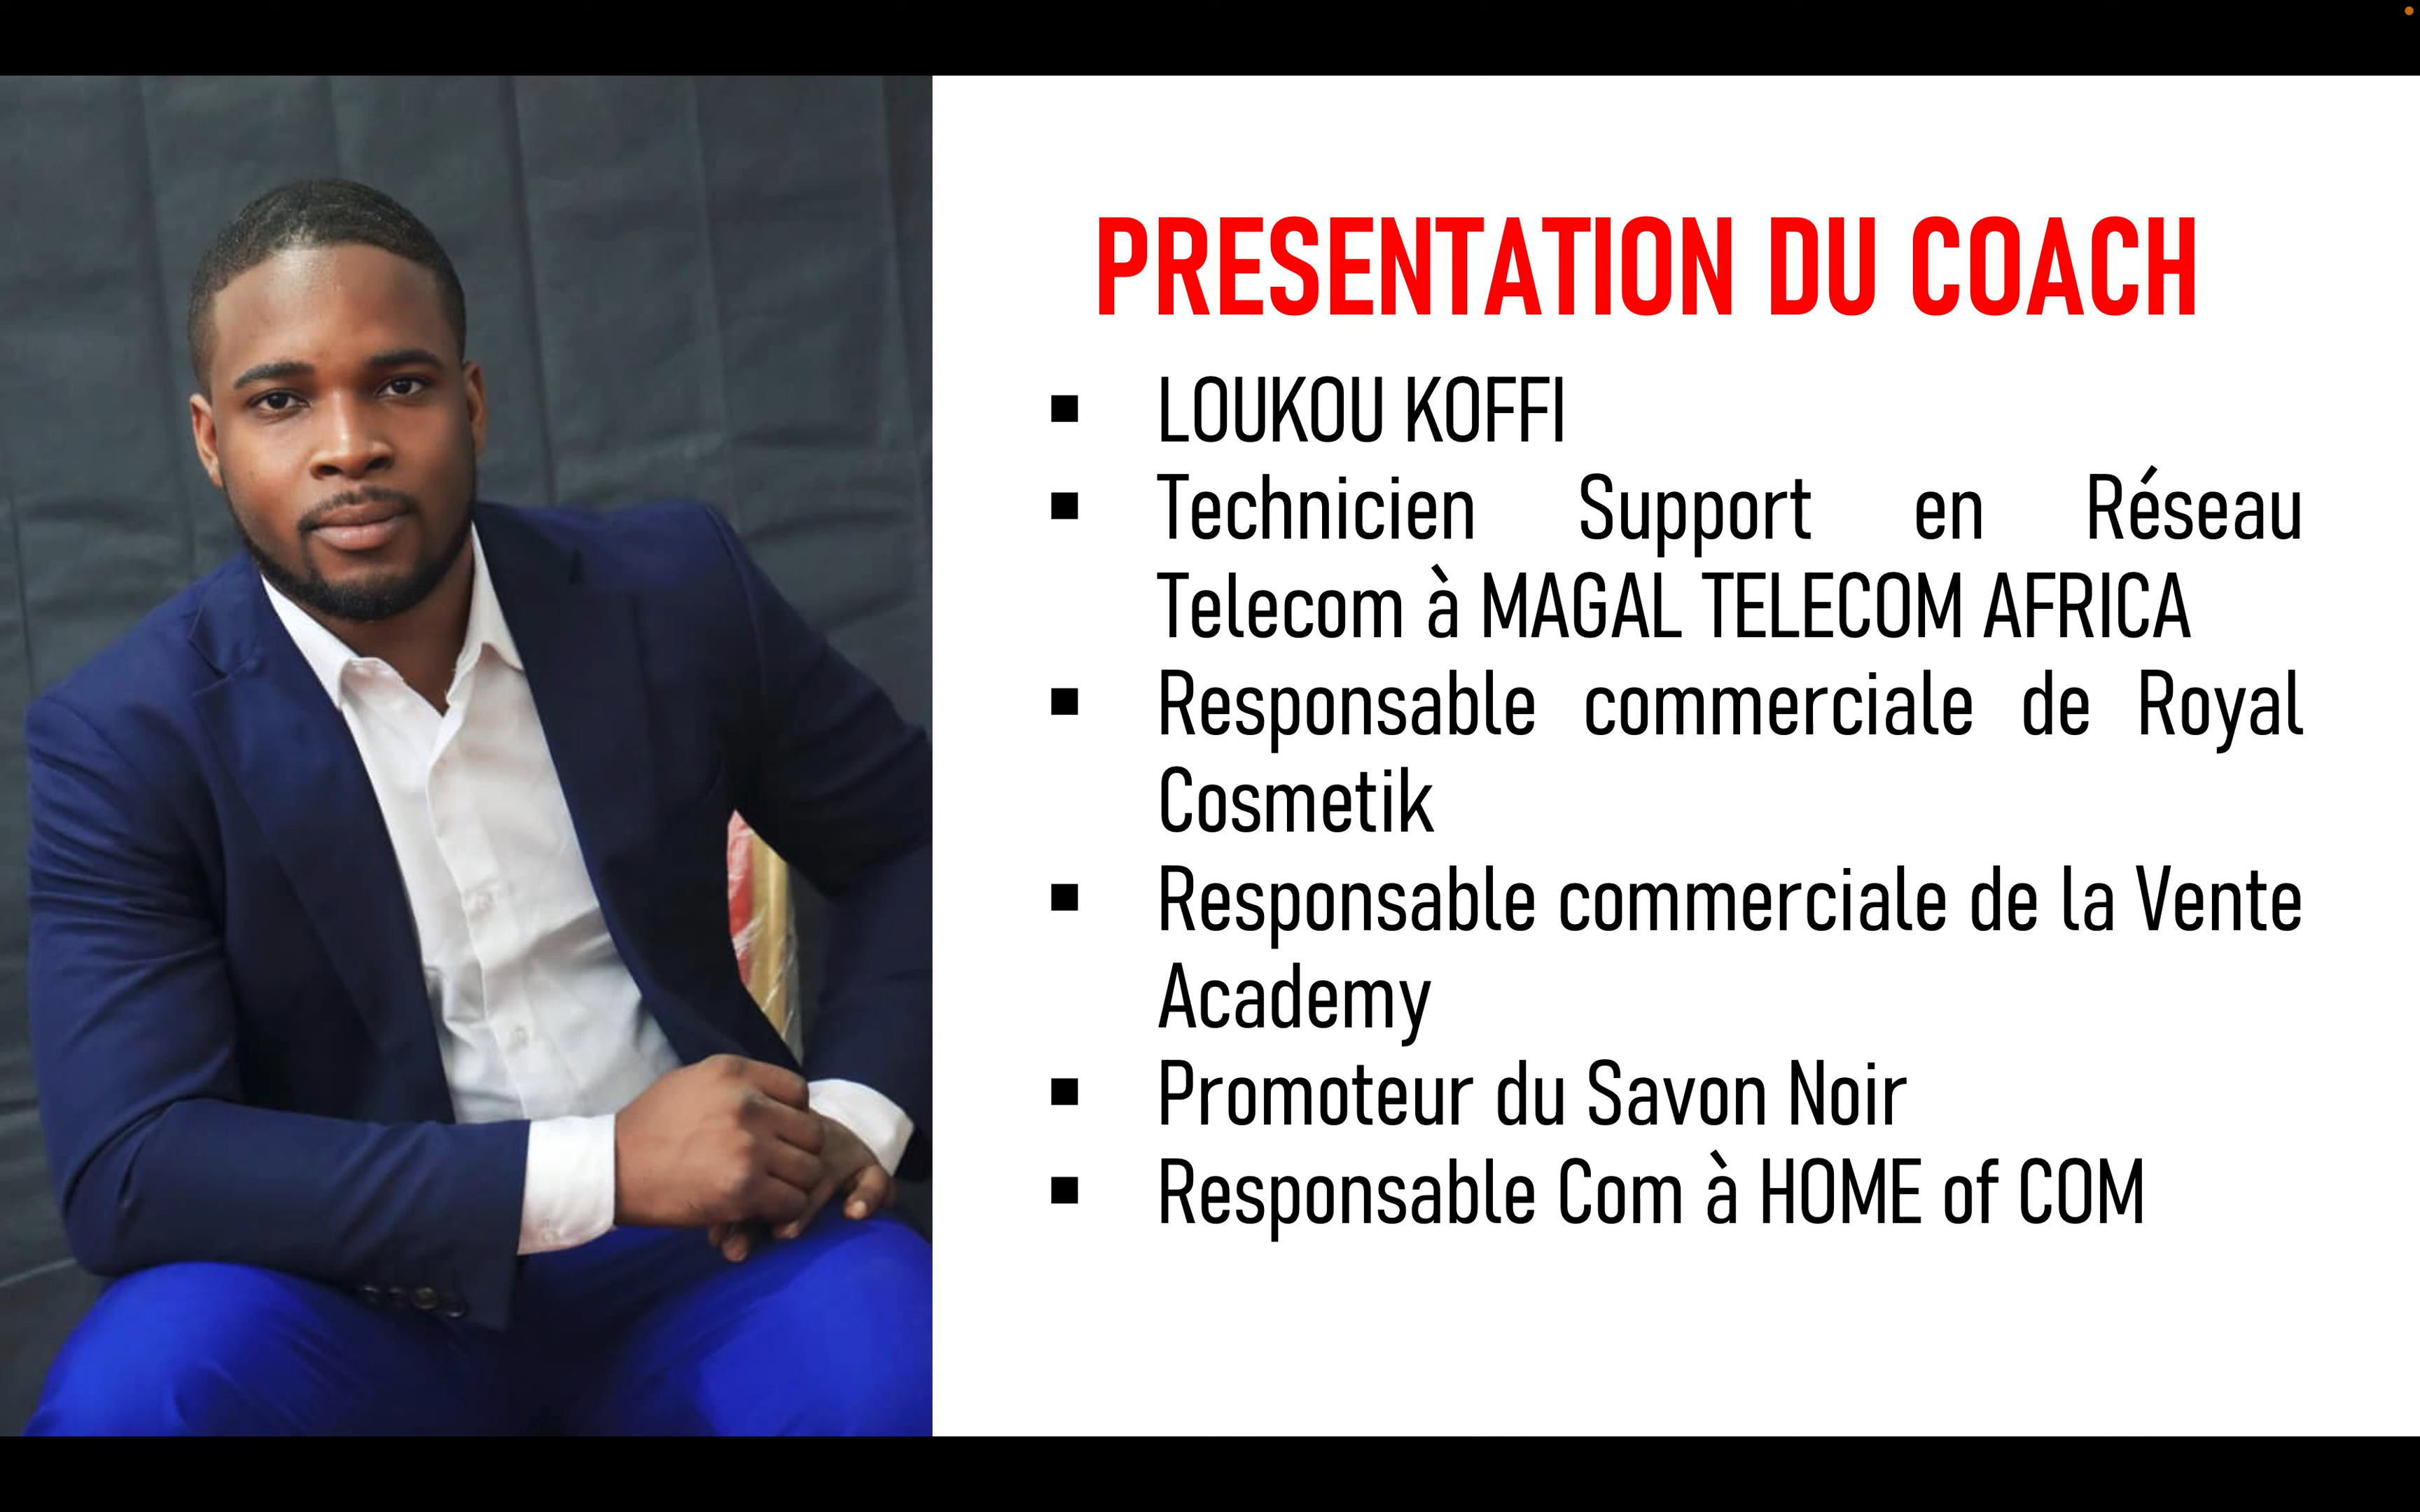 PRESENTATION DU COACH
▪ LOUKOU KOFFI
▪ Technicien Support en Réseau
Telecom à MAGAL TELECOM AFRICA
▪ Responsable commerciale de Royal
Cosmetik
▪ Responsable commerciale de la Vente
Academy
▪ Promoteur du Savon Noir
▪ Responsable Com à HOME of COM